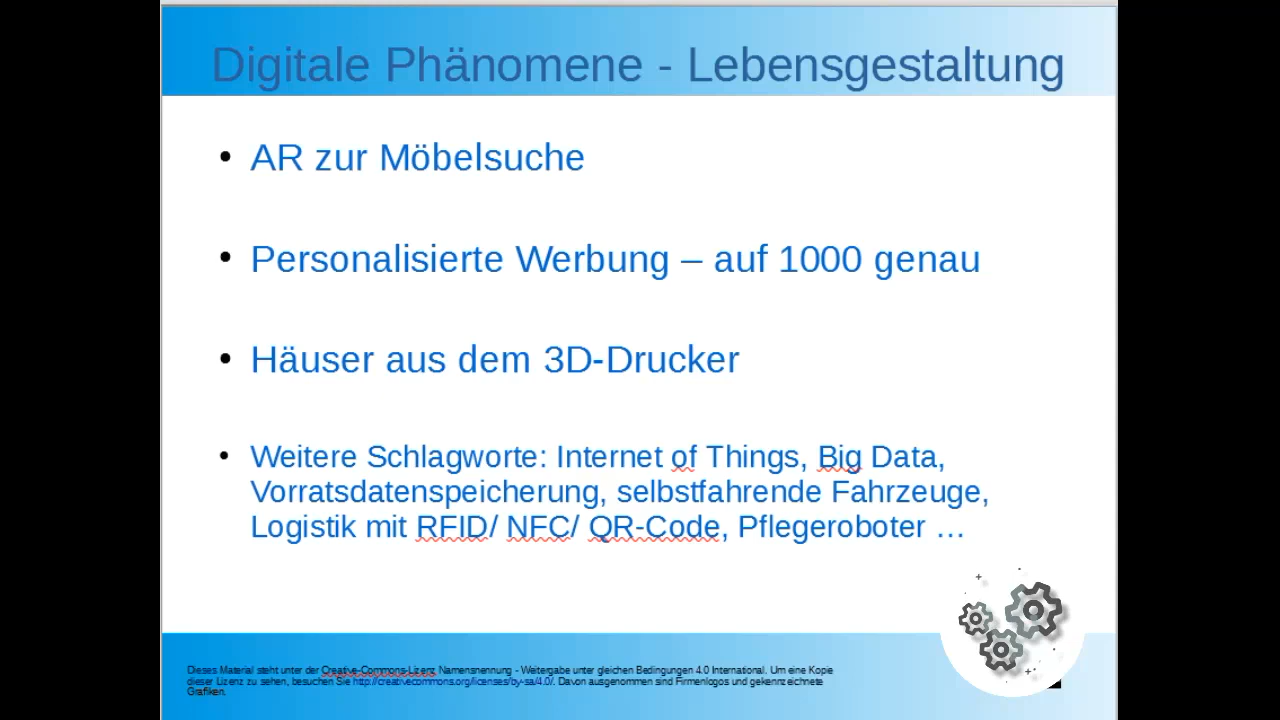 Digitale Phänomene - Lebensgestaltung
• AR zur Möbelsuche
• Personalisierte Werbung – auf 1000 genau
• Häuser aus dem 3D-Drucker
• Weitere Schlagworte: Internet of Things, Big Data,
Vorratsdatenspeicherung, selbstfahrende Fahrzeuge,
Logistik mit RFID/ NFC/ QR-Code, Pflegeroboter …
Dieses Material steht unter der Creative-Commons-Lizenz Namensnennung - Weitergabe unter gleichen Bedingungen 4.0 International. Um eine Kopie
dieser Lizenz zu sehen, besuchen Sie http://creativecommons.org/licenses/by-sa/4.0/. Davon ausgenommen sind Firmenlogos und gekennzeichnete
Grafiken.